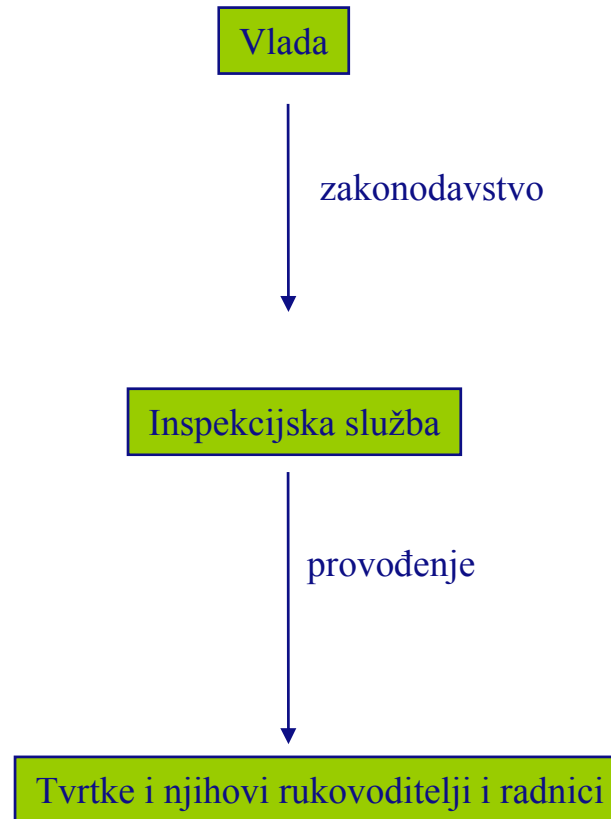 Vlada
zakonodavstvo
Inspekcijska služba
provođenje
Tvrtke i njihovi rukovoditelji i radnici